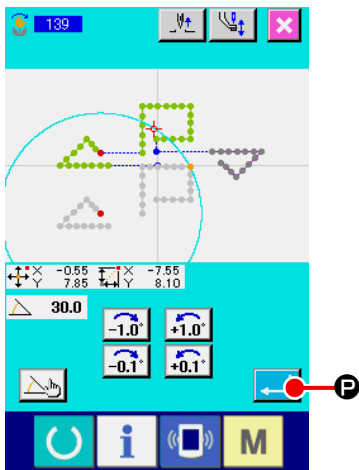 139
X -0.55 X -7.55
Y 7.85 Y 8.10
30.0
-1.0° +1.0°
-0.1° +0.1°
P
i M